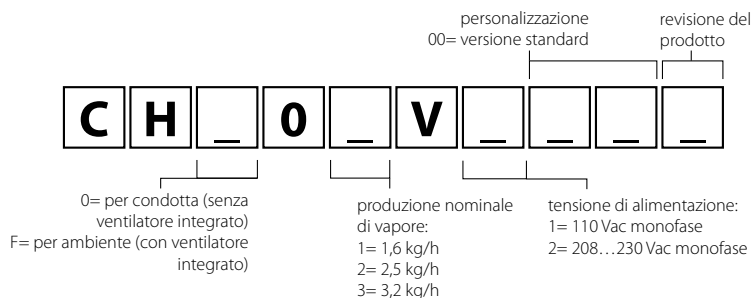 personalizzazione
00= versione standard
revisione del
prodotto
C H _ 0 _ V _ _ _ _
0= per condotta (senza
ventilatore integrato)
F= per ambiente (con ventilatore
integrato)
produzione nominale
di vapore:
1= 1,6 kg/h
2= 2,5 kg/h
3= 3,2 kg/h
tensione di alimentazione:
1= 110 Vac monofase
2= 208…230 Vac monofase